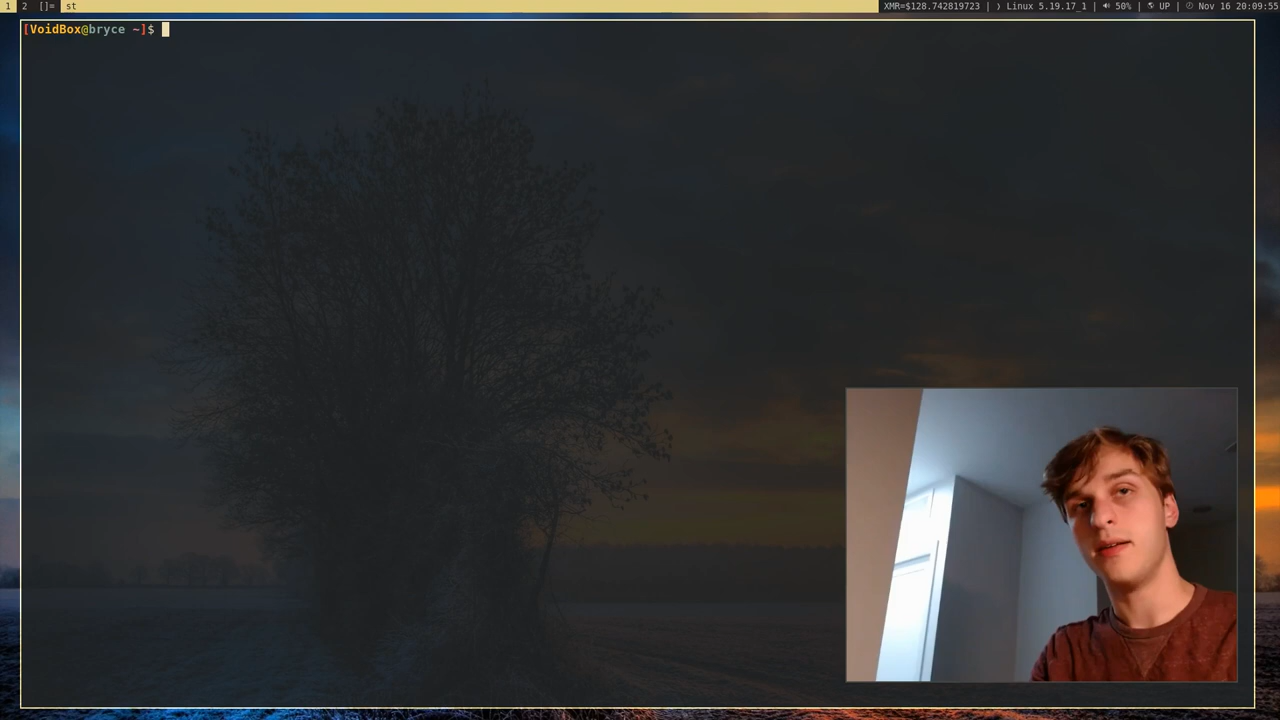 1 2 []= st XMR=$128.742819723 | Linux 5.19.17_1 | 50% | UP | Nov 16 20:09:55
[VoidBox@bryce ~]$